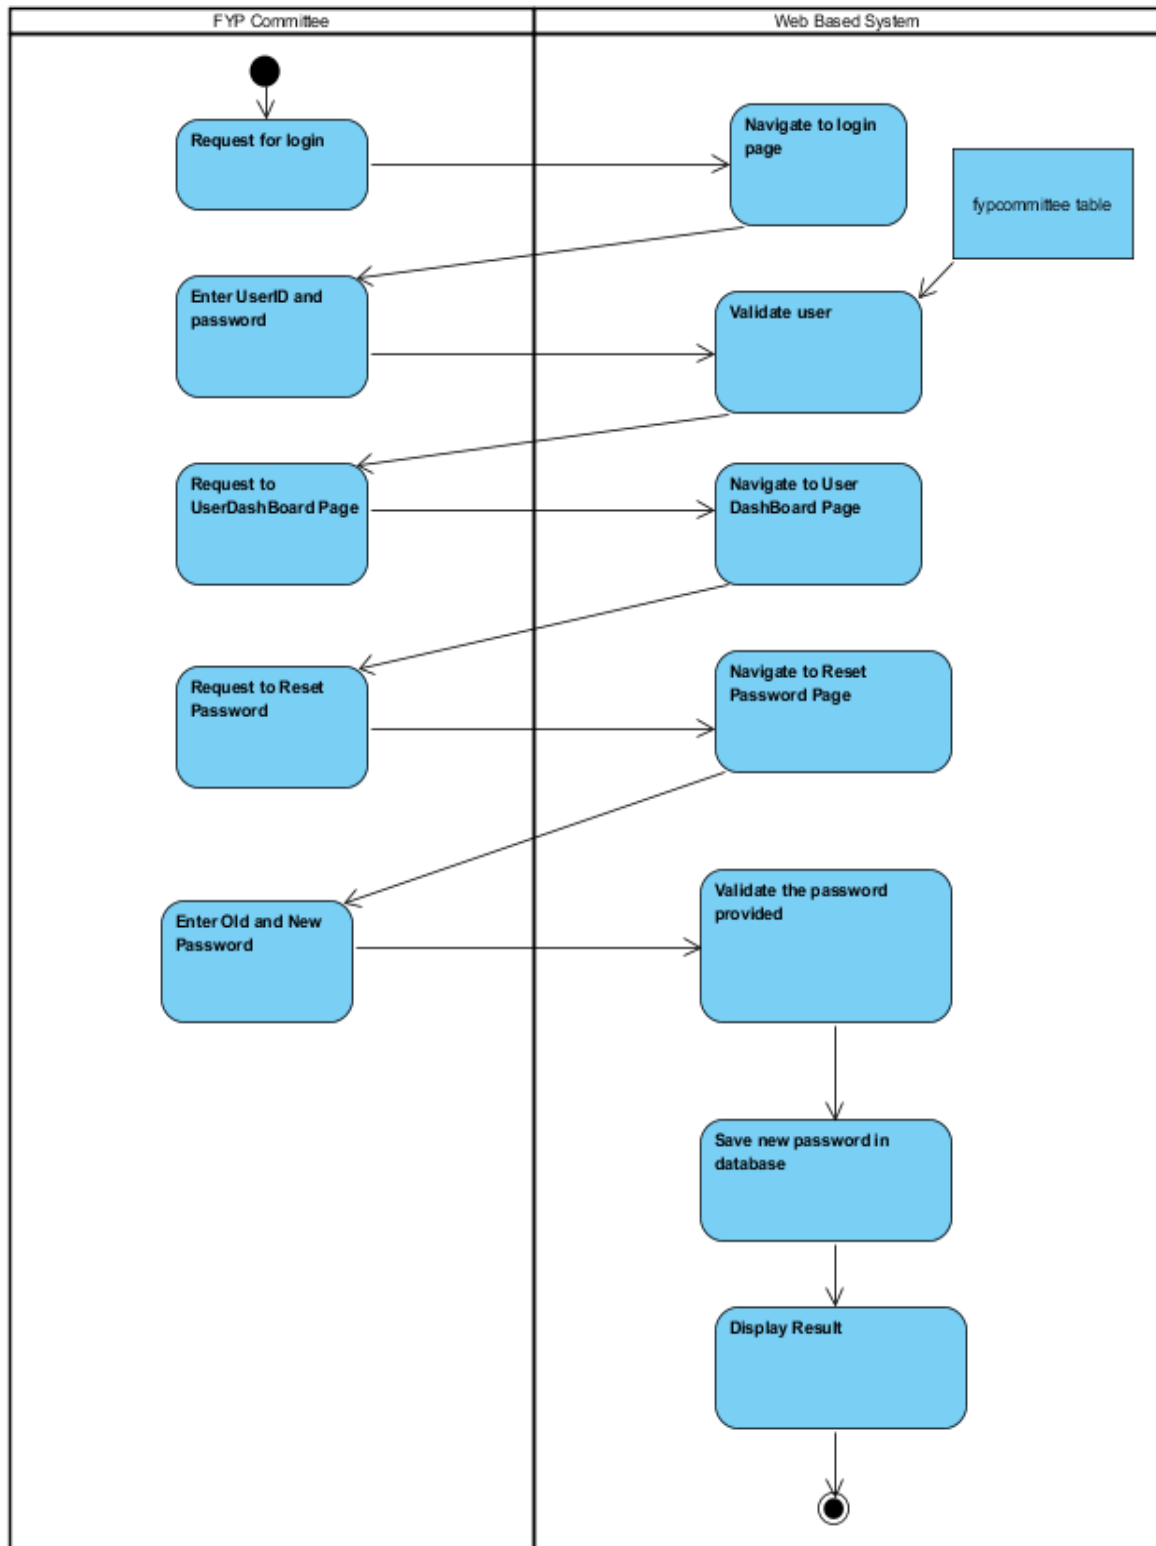 FYP Committee
Web Based System
Request for login
Navigate to login
page
fypcommittee table
Enter UserID and
password
Validate user
Request to
UserDashBoard Page
Navigate to User
DashBoard Page
Request to Reset
Password
Navigate to Reset
Password Page
Enter Old and New
Password
Validate the password
provided
Save new password in
database
Display Result